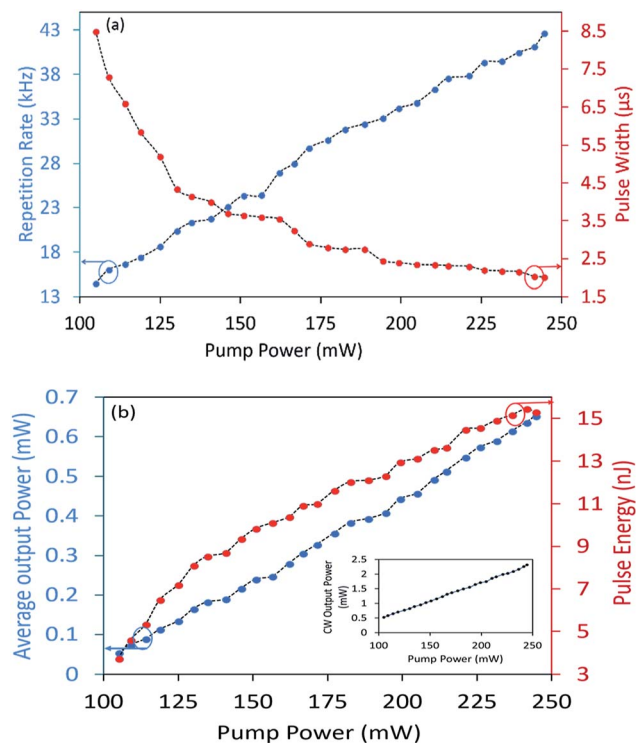 (a)
43
38
33
28
23
18
13
Repetition Rate (kHz)
8.5
7.5
6.5
5.5
4.5
3.5
2.5
1.5
Pulse Width (µs)
100 125 150 175 200 225 250
Pump Power (mW)
(b)
0.7
0.6
0.5
0.4
0.3
0.2
0.1
0
Average output Power (mW)
15
13
11
9
7
5
3
Pulse Energy (nJ)
2.5
2
1.5
1
0.5
0
CW Output Power
(mW)
100 150 200 250
Pump Power (mW)
100 125 150 175 200 225 250
Pump Power (mW)